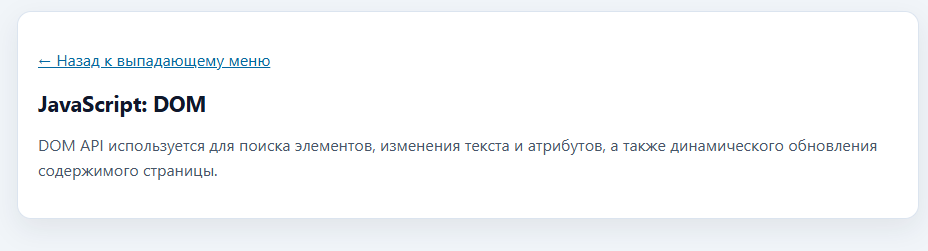 ← Назад к выпадающему меню
JavaScript: DOM
DOM API используется для поиска элементов, изменения текста и атрибутов, а также динамического обновления
содержимого страницы.